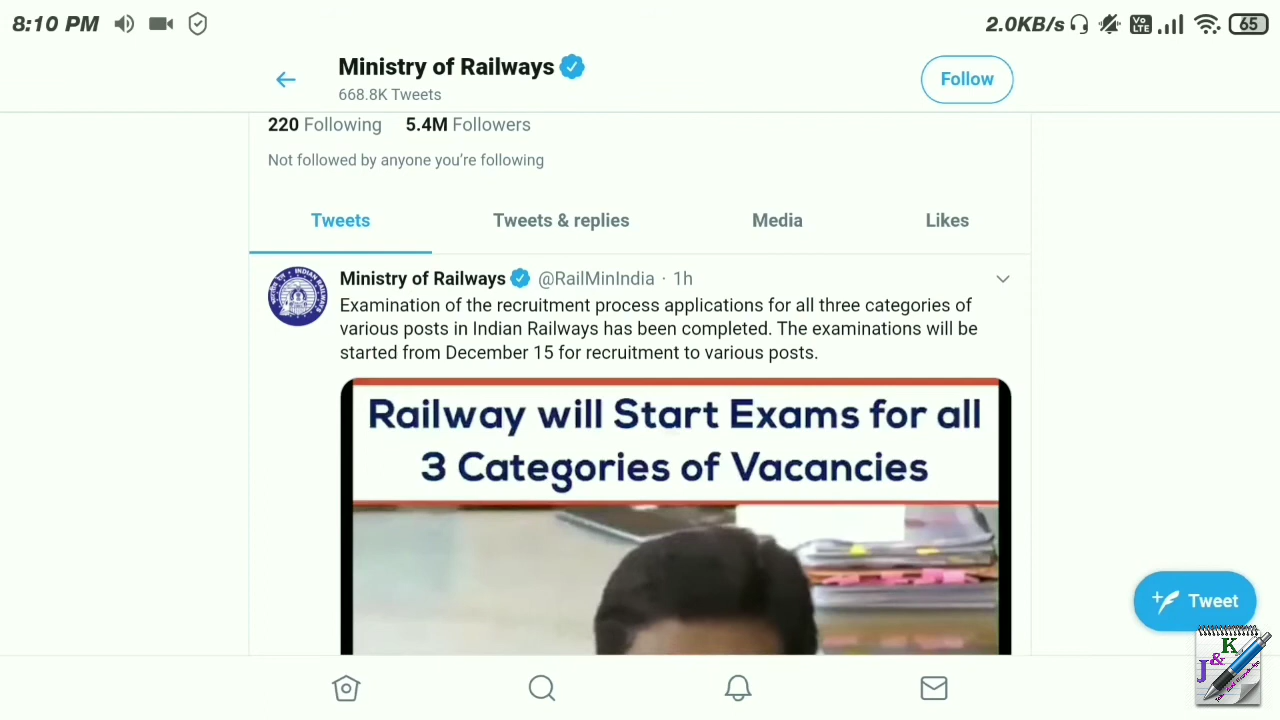 8:10 PM
2.0KB/s
Vo LTE
65
Ministry of Railways
668.8K Tweets
Follow
220 Following 5.4M Followers
Not followed by anyone you're following
Tweets
Tweets & replies
Media
Likes
Ministry of Railways @RailMinIndia · 1h
Examination of the recruitment process applications for all three categories of
various posts in Indian Railways has been completed. The examinations will be
started from December 15 for recruitment to various posts.
Railway will Start Exams for all
3 Categories of Vacancies
Tweet
J&K